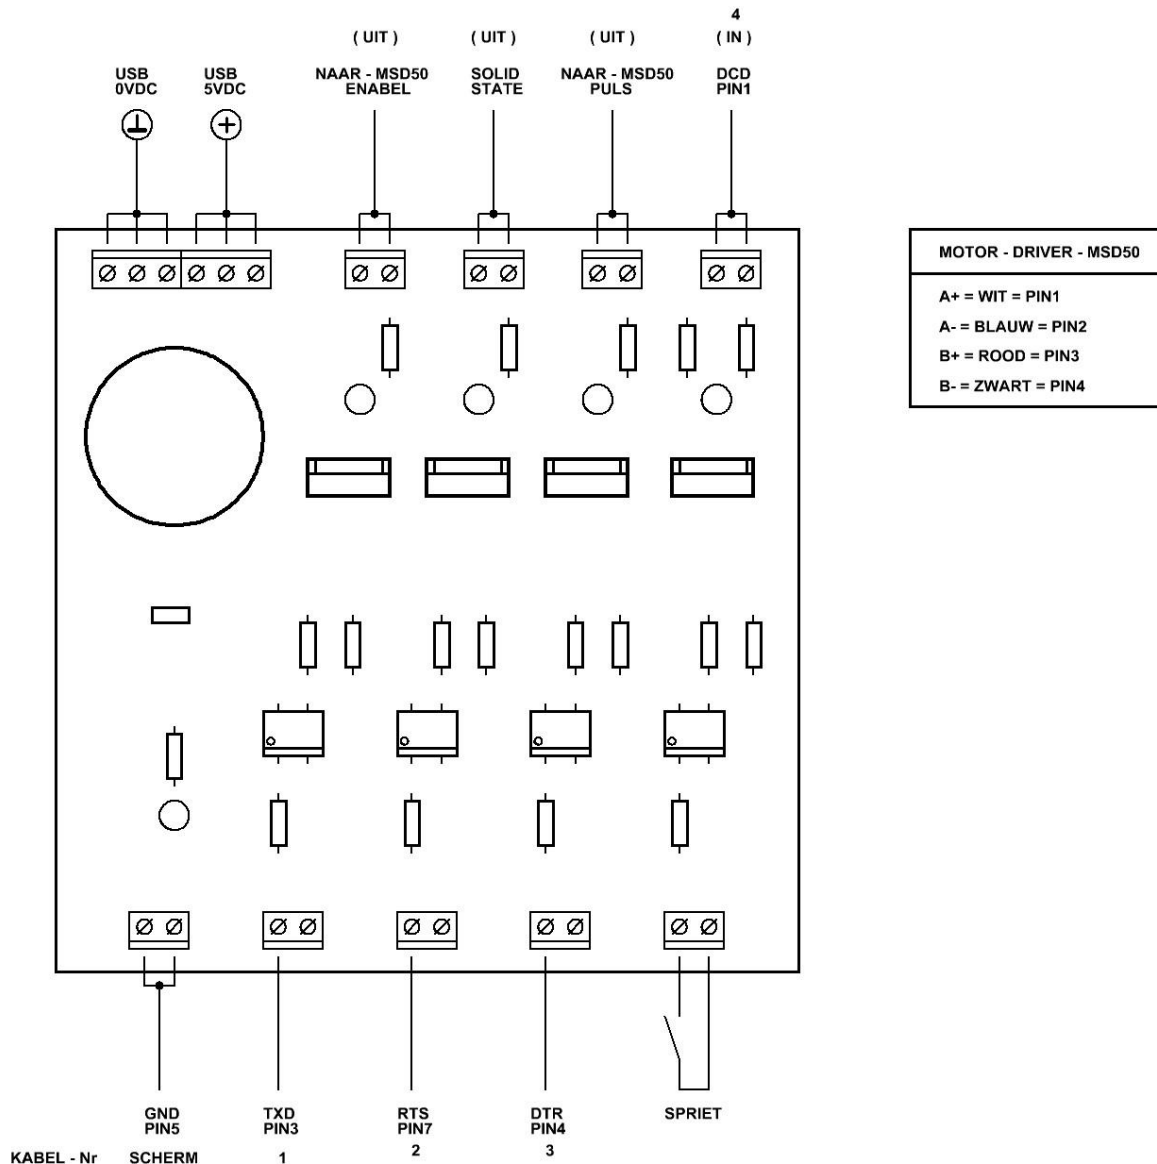 4
( UIT ) ( UIT ) ( UIT ) ( IN )
USB USB NAAR - MSD50 SOLID NAAR - MSD50 DCD
0VDC 5VDC ENABEL STATE PULS PIN1
MOTOR - DRIVER - MSD50
A+ = WIT = PIN1
A- = BLAUW = PIN2
B+ = ROOD = PIN3
B- = ZWART = PIN4
GND TXD RTS DTR SPRIET
PIN5 PIN3 PIN7 PIN4
KABEL - Nr SCHERM 1 2 3